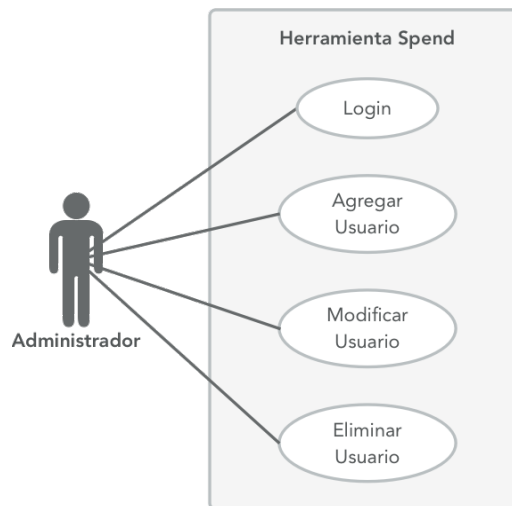 Herramienta Spend
Login
Agregar
Usuario
Modificar
Usuario
Administrador
Eliminar
Usuario